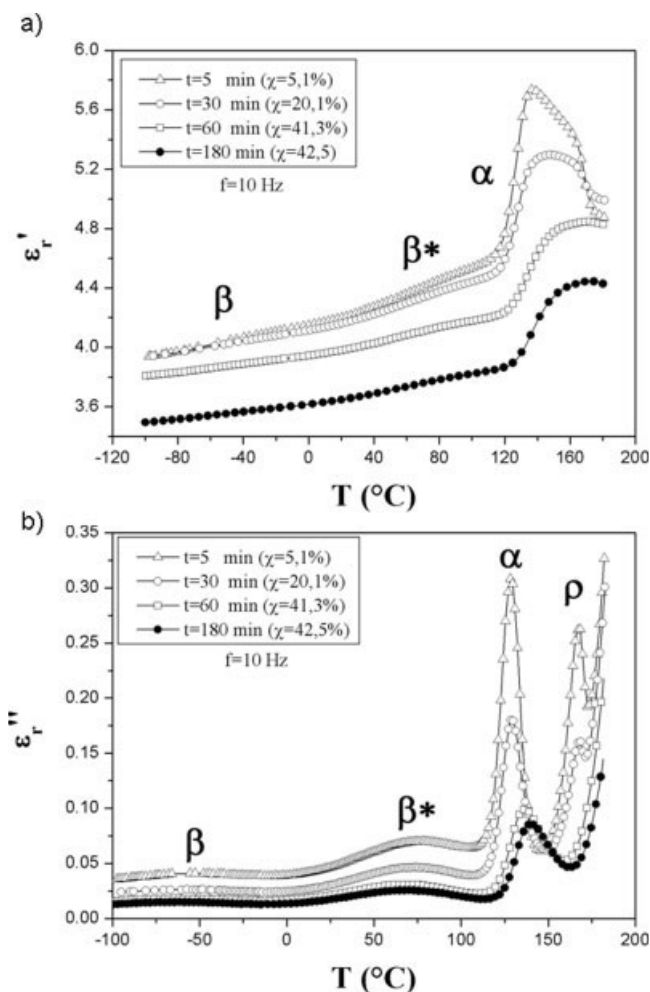 a)
6.0
5.6
5.2
4.8
4.4
4.0
3.6
εr'
t=5 min (χ=5,1%)
t=30 min (χ=20,1%)
t=60 min (χ=41,3%)
t=180 min (χ=42,5)
f=10 Hz
β
β*
α
-120 -80 -40 0 40 80 120 160 200
T (°C)
b)
0.35
0.30
0.25
0.20
0.15
0.10
0.05
0.00
εr''
t=5 min (χ=5,1%)
t=30 min (χ=20,1%)
t=60 min (χ=41,3%)
t=180 min (χ=42,5%)
f=10 Hz
β
β*
α
ρ
-100 -50 0 50 100 150 200
T (°C)